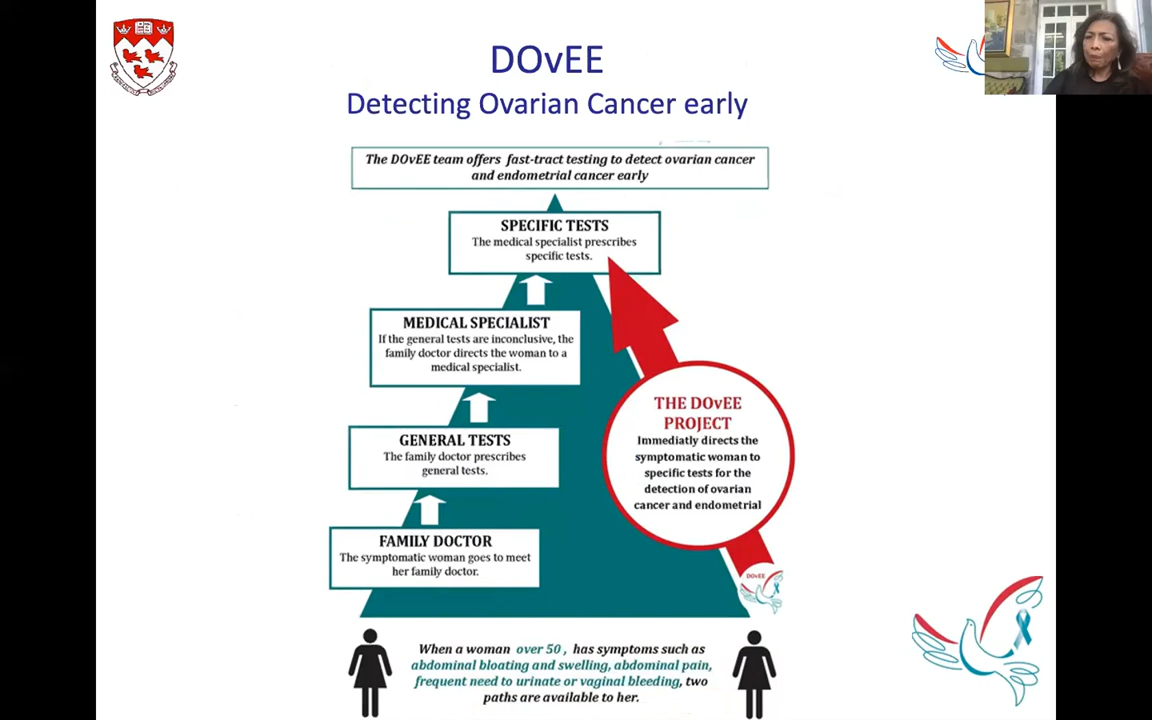 DOvEE
Detecting Ovarian Cancer early
The DOvEE team offers fast-tract testing to detect ovarian cancer
and endometrial cancer early
SPECIFIC TESTS
The medical specialist prescribes
specific tests.
MEDICAL SPECIALIST
If the general tests are inconclusive, the
family doctor directs the woman to a
medical specialist.
GENERAL TESTS
The family doctor prescribes
general tests.
FAMILY DOCTOR
The symptomatic woman goes to meet
her family doctor.
THE DOvEE
PROJECT
Immediatly directs the
symptomatic woman to
specific tests for the
detection of ovarian
cancer and endometrial
DOvEE
When a woman over 50 , has symptoms such as
abdominal bloating and swelling, abdominal pain,
frequent need to urinate or vaginal bleeding, two
paths are available to her.